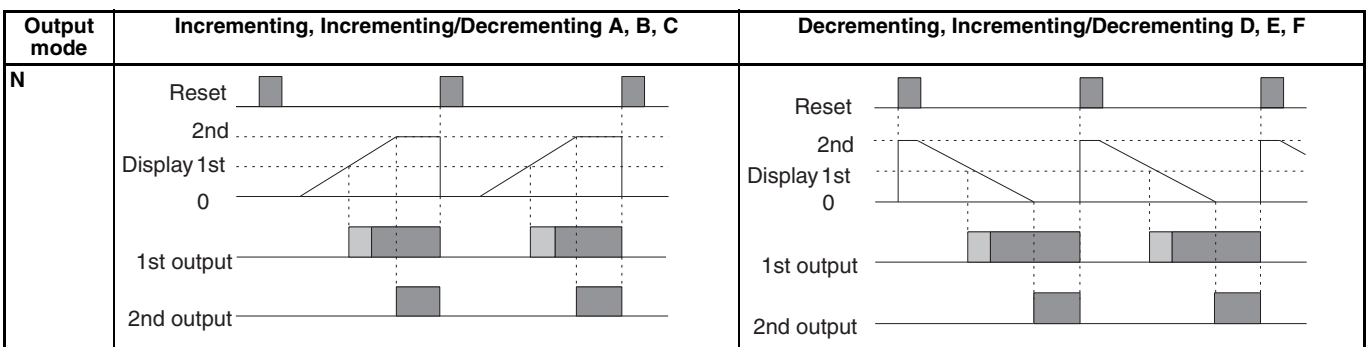 Output mode
Incrementing, Incrementing/Decrementing A, B, C
Decrementing, Incrementing/Decrementing D, E, F
N
Reset
2nd
Display 1st
0
1st output
2nd output
Reset
2nd
Display 1st
0
1st output
2nd output